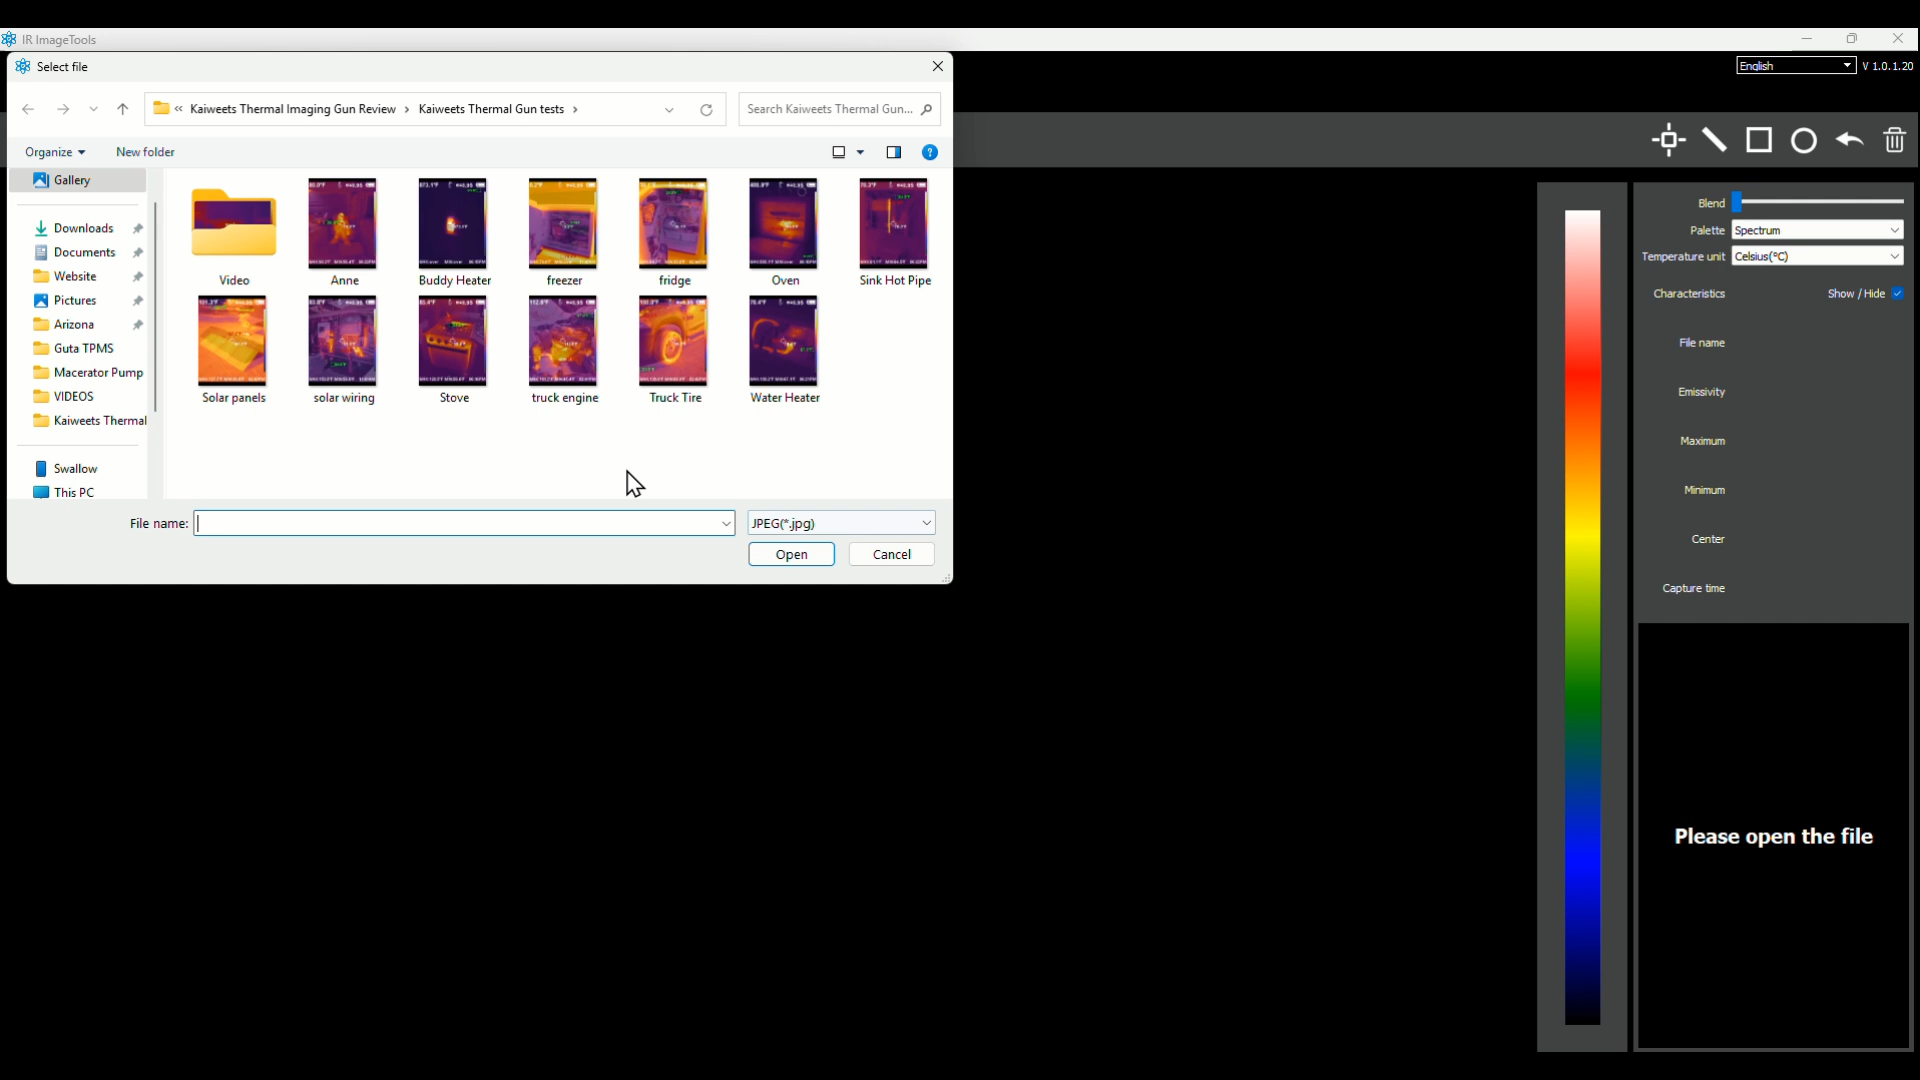 IR ImageTools
Select file
English
V 1.0.1.20
« Kaiweets Thermal Imaging Gun Review > Kaiweets Thermal Gun tests >
Search Kaiweets Thermal Gun...
Organize
New folder
Gallery
Downloads
Documents
Website
Pictures
Arizona
Guta TPMS
Macerator Pump
VIDEOS
Kaiweets Thermal
Swallow
This PC
Video
Anne
Buddy Heater
freezer
fridge
Oven
Sink Hot Pipe
Solar panels
solar wiring
Stove
truck engine
Truck Tire
Water Heater
File name:
JPEG(*.jpg)
Open
Cancel
Blend
Palette Spectrum
Temperature unit Celsius(°C)
Characteristics Show / Hide
File name
Emissivity
Maximum
Minimum
Center
Capture time
Please open the file